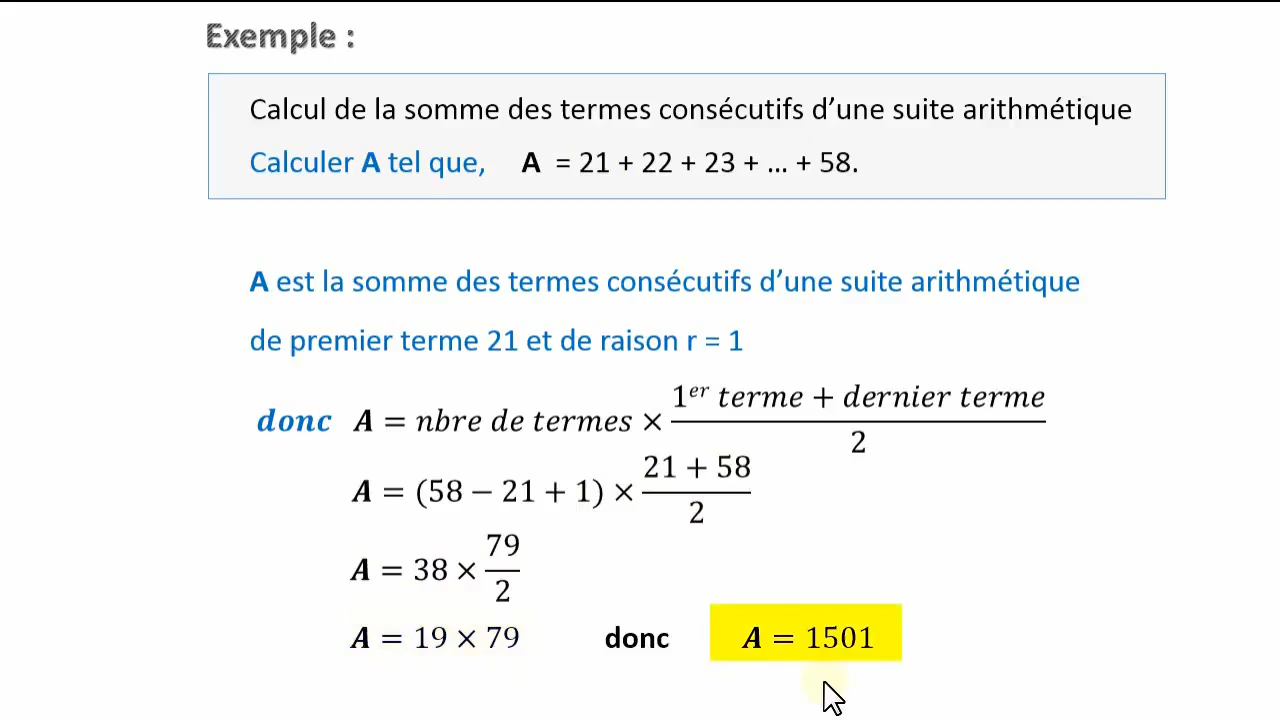 Exemple :
Calcul de la somme des termes consécutifs d’une suite arithmétique
Calculer A tel que, A = 21 + 22 + 23 + … + 58.
A est la somme des termes consécutifs d’une suite arithmétique
de premier terme 21 et de raison r = 1
donc A = nbre de termes × (1er terme + dernier terme)/2
A = (58 − 21 + 1) × (21 + 58)/2
A = 38 × 79/2
A = 19 × 79 donc A = 1501